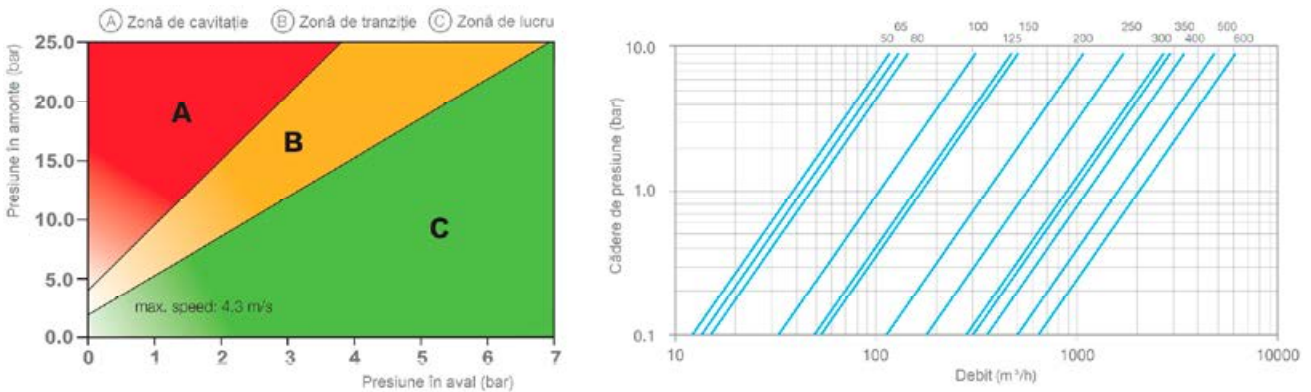 Ⓐ Zonă de cavitație Ⓑ Zonă de tranziție Ⓒ Zonă de lucru
Presiune în amonte (bar)
25.0
20.0
15.0
10.0
5.0
0.0
A
B
C
max. speed: 4.3 m/s
0 1 2 3 4 5 6 7
Presiune în aval (bar)
65 100 150 250 350 500
50 80 125 200 300 400 600
Cădere de presiune (bar)
10.0
1.0
0.1
10 100 1000 10000
Debit (m³/h)